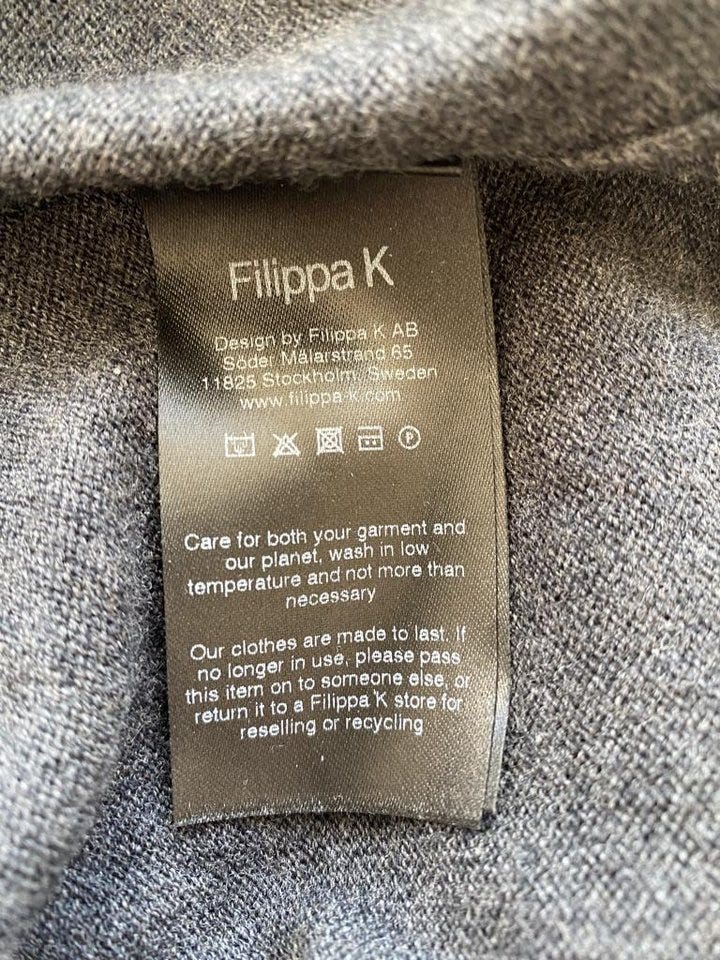 Filippa K
Design by Filippa K AB
Söder Mälarstrand 65
11825 Stockholm, Sweden
www.filippa-k.com
P
Care for both your garment and
our planet, wash in low
temperature and not more than
necessary
Our clothes are made to last. If
no longer in use, please pass
this item on to someone else, or
return it to a Filippa K store for
reselling or recycling